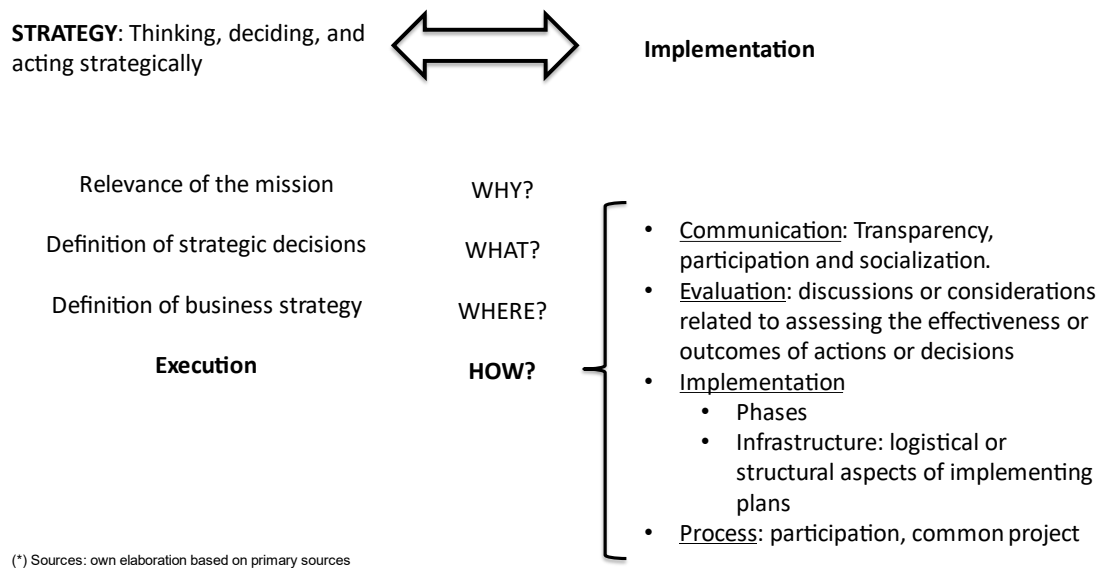 STRATEGY: Thinking, deciding, and
acting strategically
Implementation
Relevance of the mission
WHY?
Definition of strategic decisions
WHAT?
Definition of business strategy
WHERE?
Execution
HOW?
• Communication: Transparency,
participation and socialization.
• Evaluation: discussions or considerations
related to assessing the effectiveness or
outcomes of actions or decisions
• Implementation
• Phases
• Infrastructure: logistical or
structural aspects of implementing
plans
• Process: participation, common project
(*) Sources: own elaboration based on primary sources